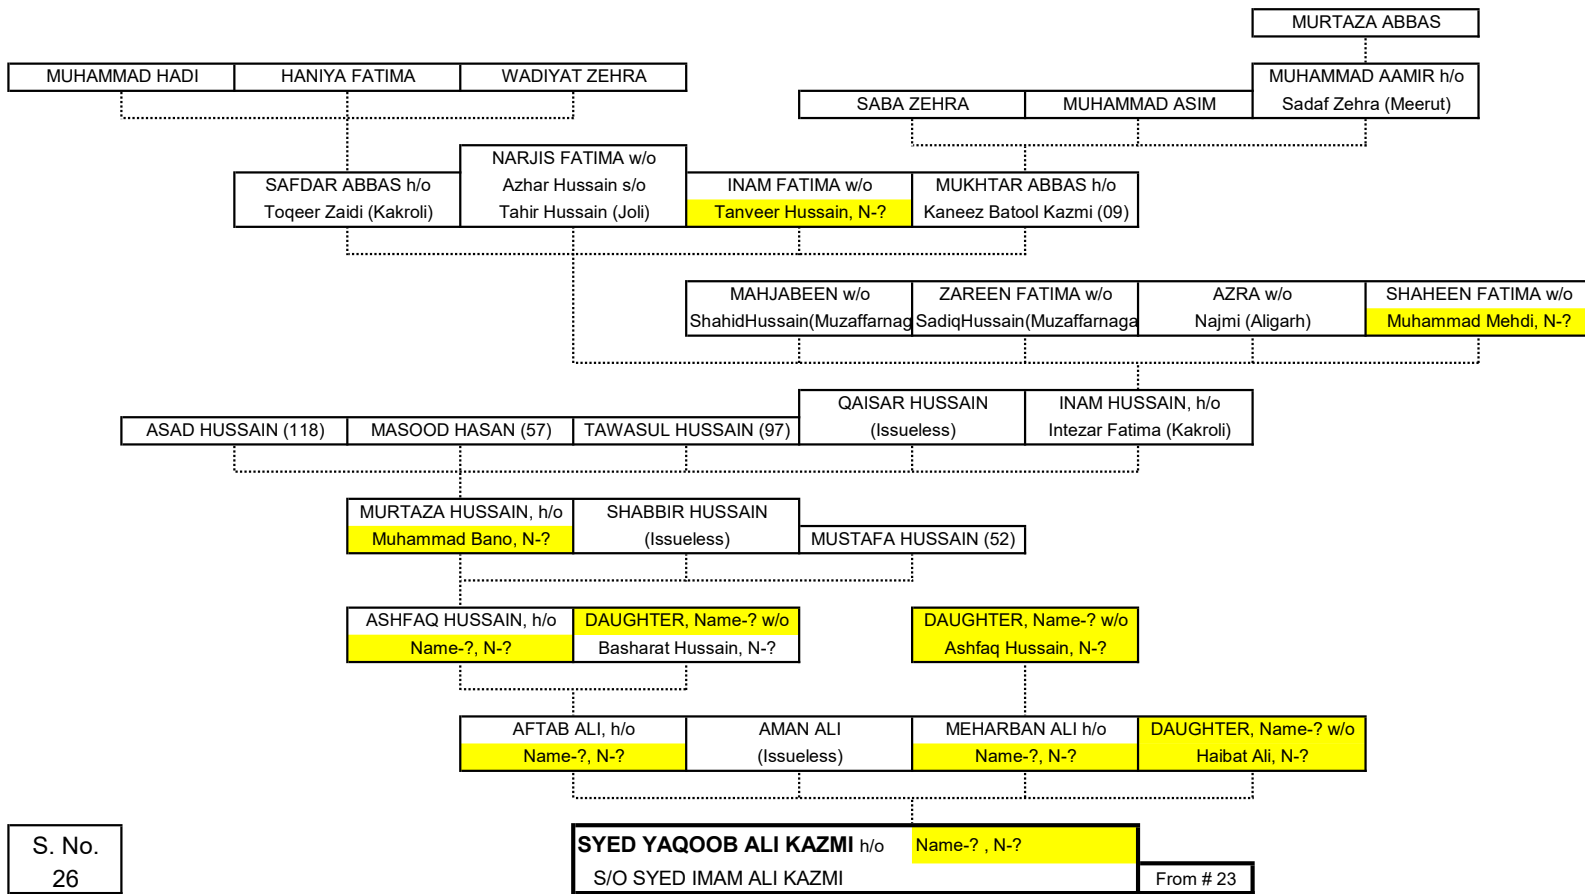 MURTAZA ABBAS
MUHAMMAD HADI
HANIYA FATIMA
WADIYAT ZEHRA
SABA ZEHRA
MUHAMMAD ASIM
MUHAMMAD AAMIR h/o
Sadaf Zehra (Meerut)
SAFDAR ABBAS h/o
Toqeer Zaidi (Kakroli)
NARJIS FATIMA w/o
Azhar Hussain s/o
Tahir Hussain (Joli)
INAM FATIMA w/o
Tanveer Hussain, N-?
MUKHTAR ABBAS h/o
Kaneez Batool Kazmi (09)
MAHJABEEN w/o
ShahidHussain(Muzaffarnag
ZAREEN FATIMA w/o
SadiqHussain(Muzaffarnaga
AZRA w/o
Najmi (Aligarh)
SHAHEEN FATIMA w/o
Muhammad Mehdi, N-?
ASAD HUSSAIN (118)
MASOOD HASAN (57)
TAWASUL HUSSAIN (97)
QAISAR HUSSAIN
(Issueless)
INAM HUSSAIN, h/o
Intezar Fatima (Kakroli)
MURTAZA HUSSAIN, h/o
Muhammad Bano, N-?
SHABBIR HUSSAIN
(Issueless)
MUSTAFA HUSSAIN (52)
ASHFAQ HUSSAIN, h/o
Name-?, N-?
DAUGHTER, Name-? w/o
Basharat Hussain, N-?
DAUGHTER, Name-? w/o
Ashfaq Hussain, N-?
AFTAB ALI, h/o
Name-?, N-?
AMAN ALI
(Issueless)
MEHARBAN ALI h/o
Name-?, N-?
DAUGHTER, Name-? w/o
Haibat Ali, N-?
S. No.
26
SYED YAQOOB ALI KAZMI h/o Name-? , N-?
S/O SYED IMAM ALI KAZMI
From # 23